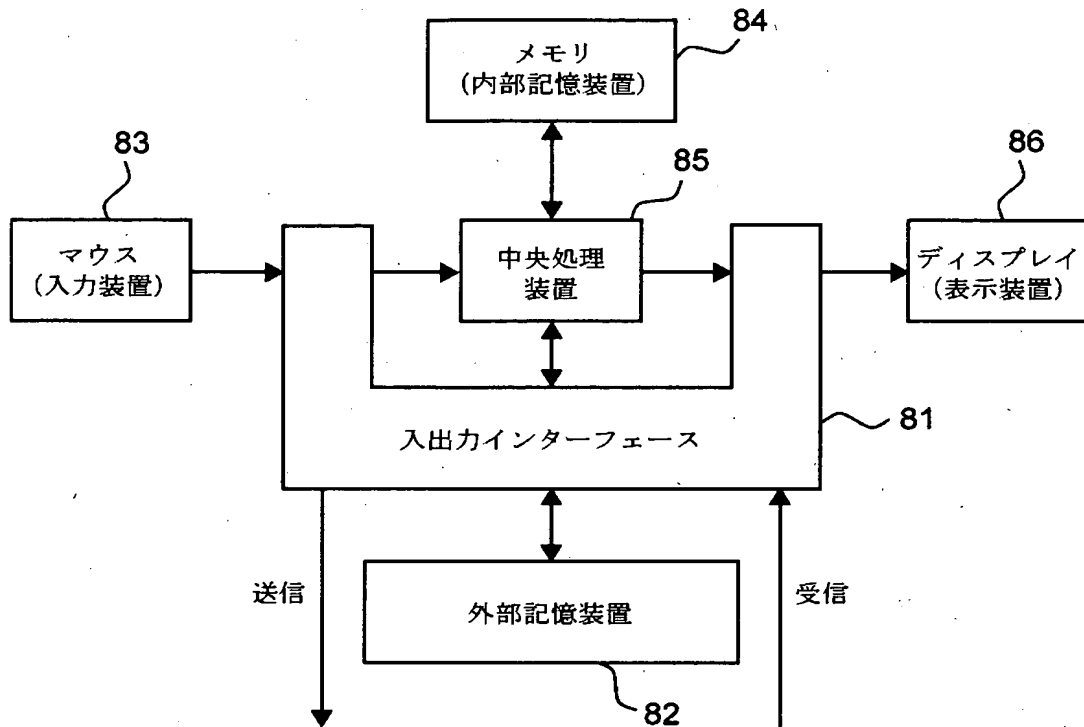 84
メモリ
(内部記憶装置)
83
85
86
マウス
(入力装置)
中央処理
装置
ディスプレイ
(表示装置)
81
入出力インターフェース
送信
受信
外部記憶装置
82